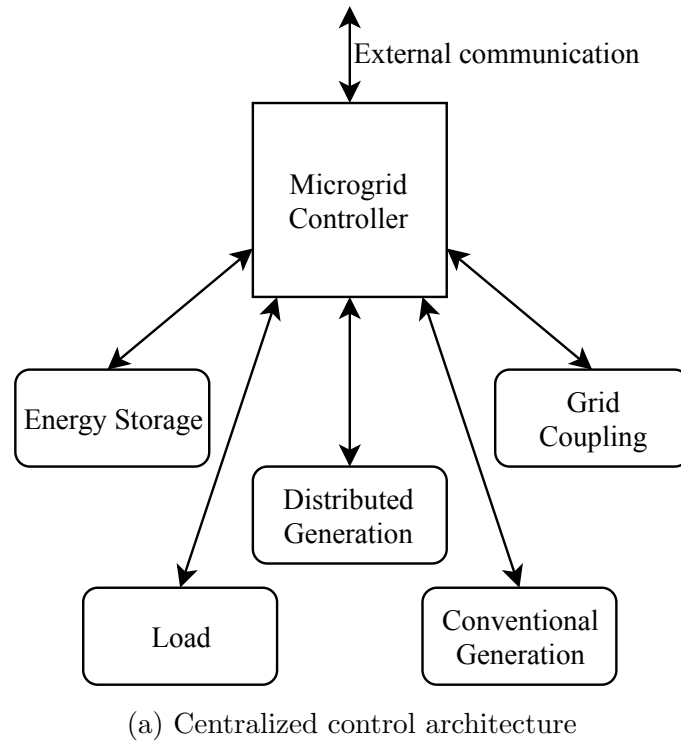 External communication
Microgrid
Controller
Energy Storage
Grid
Coupling
Distributed
Generation
Load
Conventional
Generation
(a) Centralized control architecture